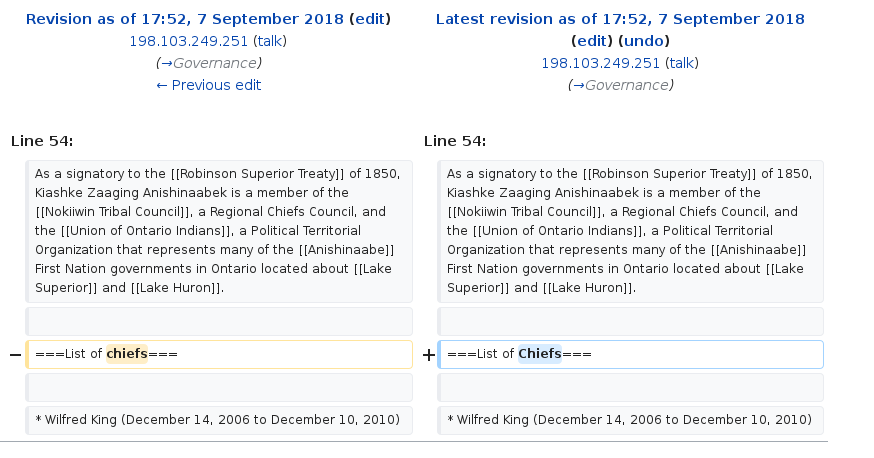 Revision as of 17:52, 7 September 2018 (edit)
198.103.249.251 (talk)
(→Governance)
← Previous edit
Latest revision as of 17:52, 7 September 2018
(edit) (undo)
198.103.249.251 (talk)
(→Governance)
Line 54:
As a signatory to the [[Robinson Superior Treaty]] of 1850,
Kiashke Zaaging Anishinaabek is a member of the
[[Nokiiwin Tribal Council]], a Regional Chiefs Council, and
the [[Union of Ontario Indians]], a Political Territorial
Organization that represents many of the [[Anishinaabe]]
First Nation governments in Ontario located about [[Lake
Superior]] and [[Lake Huron]].
− ===List of chiefs===
* Wilfred King (December 14, 2006 to December 10, 2010)
Line 54:
As a signatory to the [[Robinson Superior Treaty]] of 1850,
Kiashke Zaaging Anishinaabek is a member of the
[[Nokiiwin Tribal Council]], a Regional Chiefs Council, and
the [[Union of Ontario Indians]], a Political Territorial
Organization that represents many of the [[Anishinaabe]]
First Nation governments in Ontario located about [[Lake
Superior]] and [[Lake Huron]].
+ ===List of Chiefs===
* Wilfred King (December 14, 2006 to December 10, 2010)